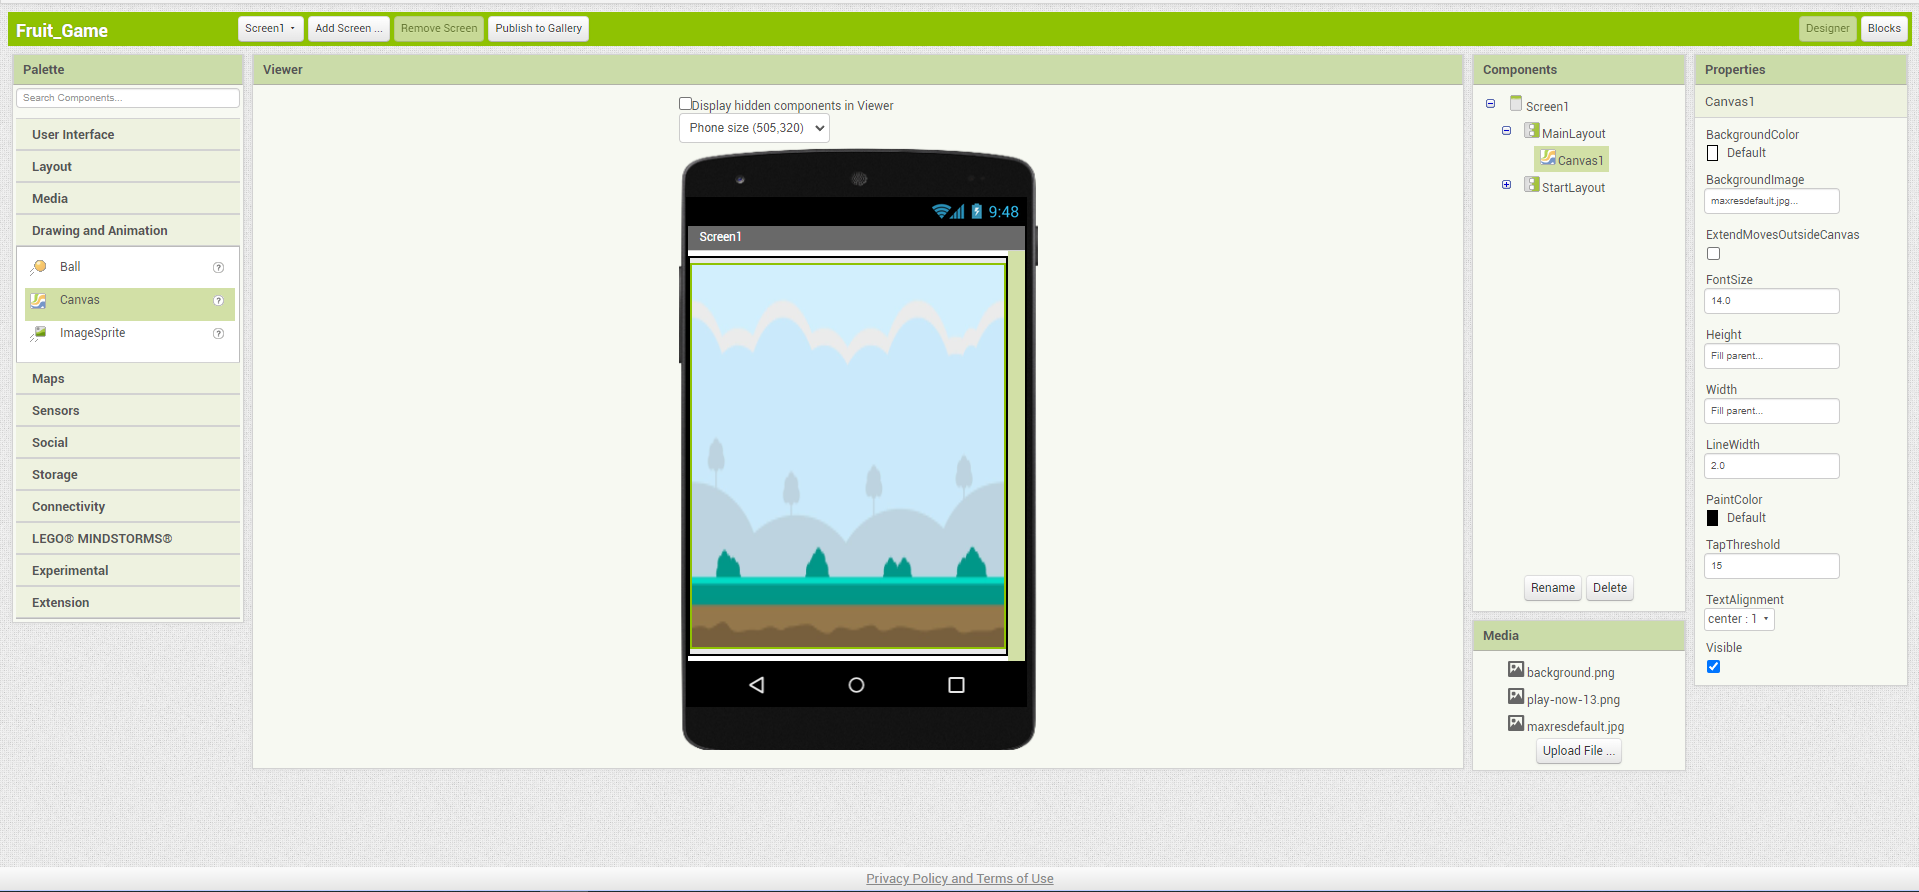 Fruit_Game
Screen1
Add Screen ...
Remove Screen
Publish to Gallery
Designer
Blocks
Palette
Search Components...
User Interface
Layout
Media
Drawing and Animation
Ball
Canvas
ImageSprite
Maps
Sensors
Social
Storage
Connectivity
LEGO® MINDSTORMS®
Experimental
Extension
Viewer
Display hidden components in Viewer
Phone size (505,320)
9:48
Screen1
Components
Screen1
MainLayout
Canvas1
StartLayout
Rename
Delete
Media
background.png
play-now-13.png
maxresdefault.jpg
Upload File ...
Properties
Canvas1
BackgroundColor
Default
BackgroundImage
maxresdefault.jpg...
ExtendMovesOutsideCanvas
FontSize
14.0
Height
Fill parent...
Width
Fill parent...
LineWidth
2.0
PaintColor
Default
TapThreshold
15
TextAlignment
center : 1
Visible
Privacy Policy and Terms of Use